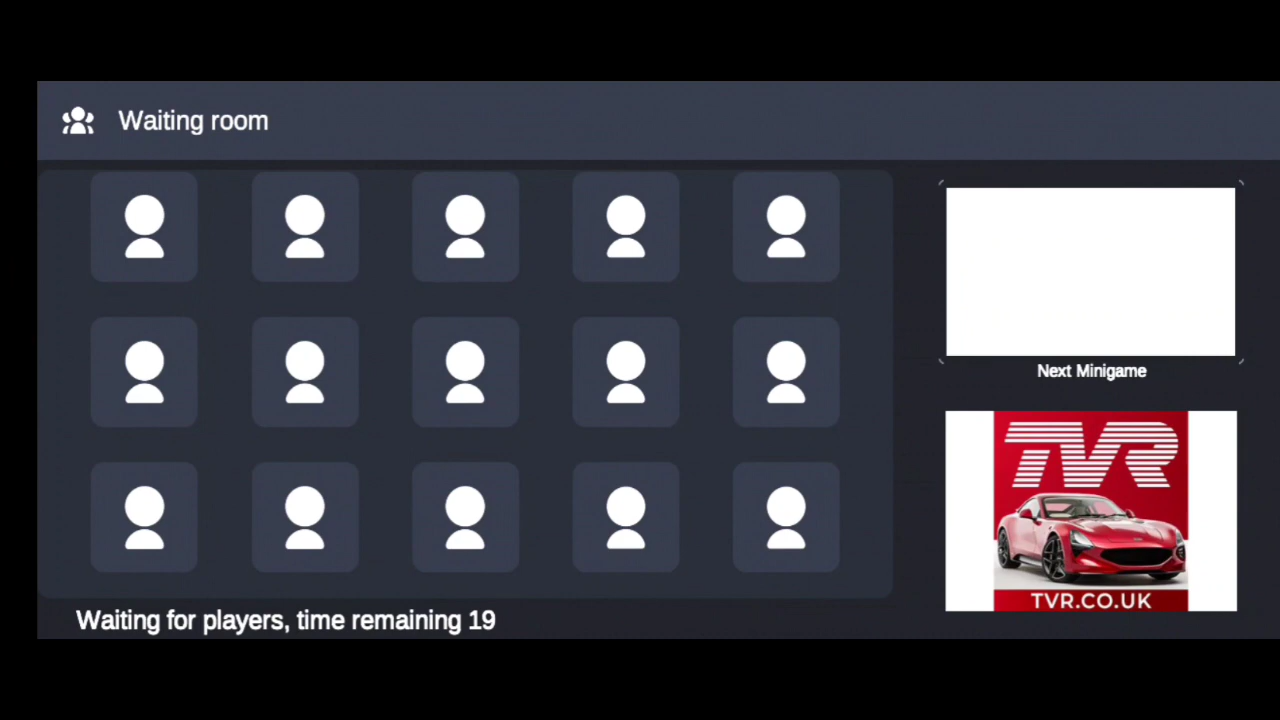 Waiting room
Next Minigame
TVR
TVR.CO.UK
Waiting for players, time remaining 19